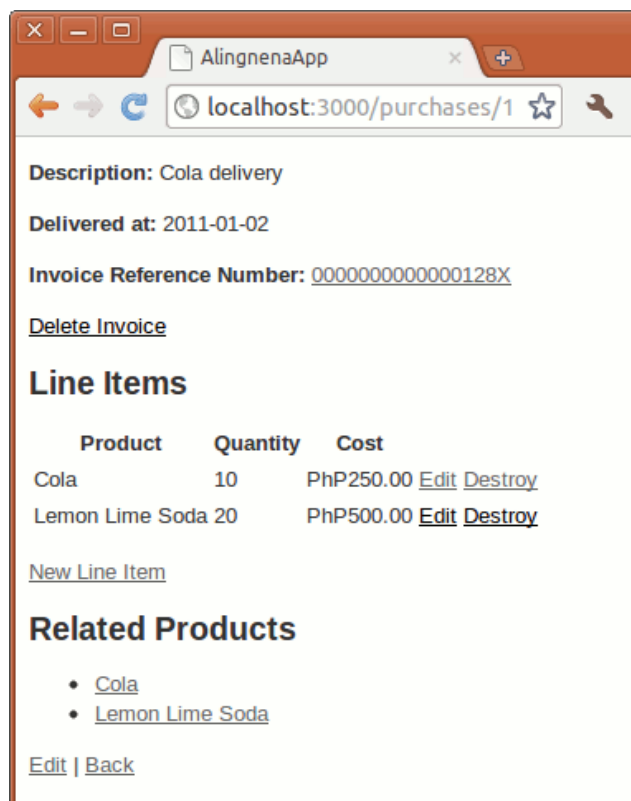 AlingnenaApp
localhost:3000/purchases/1
Description: Cola delivery
Delivered at: 2011-01-02
Invoice Reference Number: 0000000000000128X
Delete Invoice
Line Items
Product Quantity Cost
Cola 10 PhP250.00 Edit Destroy
Lemon Lime Soda 20 PhP500.00 Edit Destroy
New Line Item
Related Products
• Cola
• Lemon Lime Soda
Edit | Back